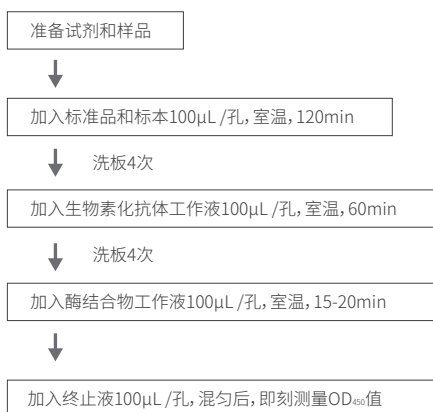 准备试剂和样品
加入标准品和标本100μL /孔,室温,120min
洗板4次
加入生物素化抗体工作液100μL /孔,室温,60min
洗板4次
加入酶结合物工作液100μL /孔,室温,15-20min
加入终止液100μL /孔,混匀后,即刻测量OD₄₅₀值